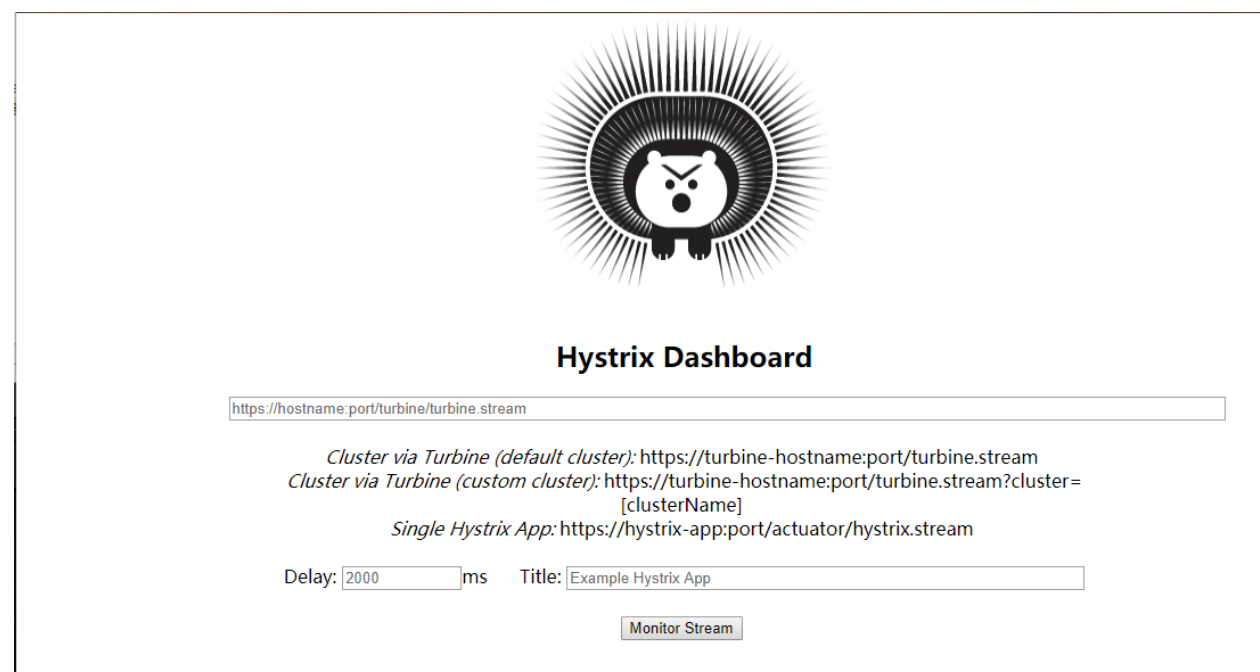 Hystrix Dashboard
https://hostname:port/turbine/turbine.stream
Cluster via Turbine (default cluster): https://turbine-hostname:port/turbine.stream
Cluster via Turbine (custom cluster): https://turbine-hostname:port/turbine.stream?cluster=
[clusterName]
Single Hystrix App: https://hystrix-app:port/actuator/hystrix.stream
Delay: 2000 ms Title: Example Hystrix App
Monitor Stream